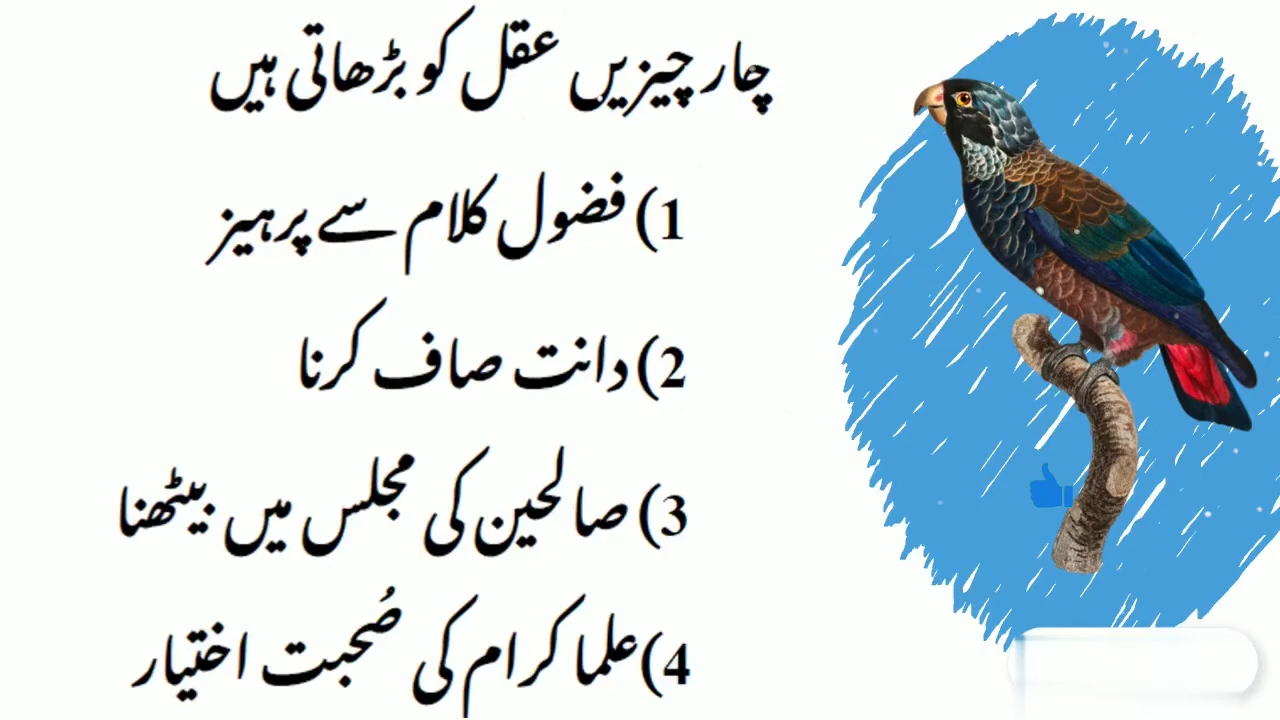 چار چیزیں عقل کو بڑھاتی ہیں
1) فضول کلام سے پرہیز
2) دانت صاف کرنا
3) صالحین کی مجلس میں بیٹھنا
4) علما کرام کی صُحبت اختیار